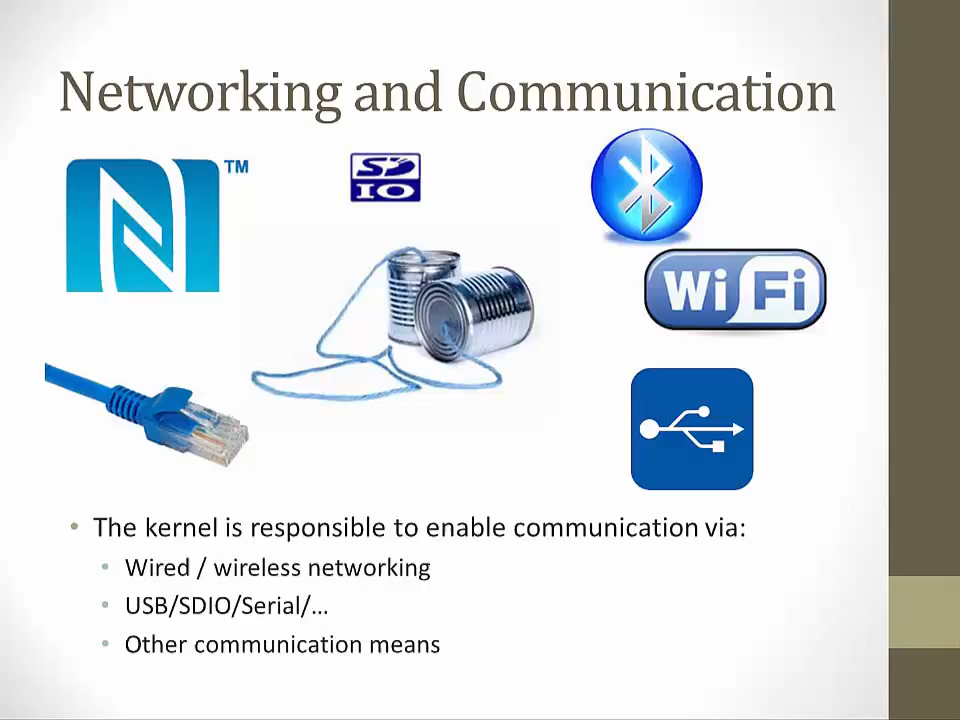 Networking and Communication
TM
SD
IO
Wi Fi
• The kernel is responsible to enable communication via:
• Wired / wireless networking
• USB/SDIO/Serial/…
• Other communication means